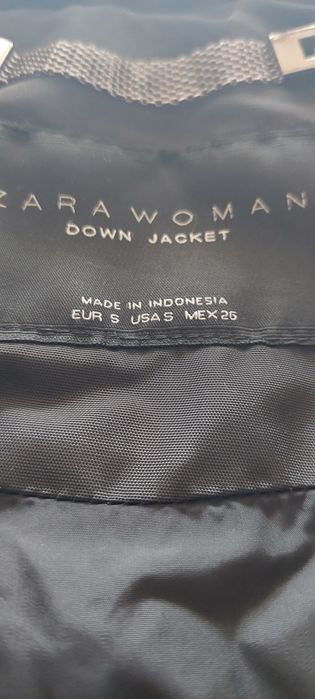 ZARA WOMAN
DOWN JACKET
MADE IN INDONESIA
EUR S USA S MEX 26